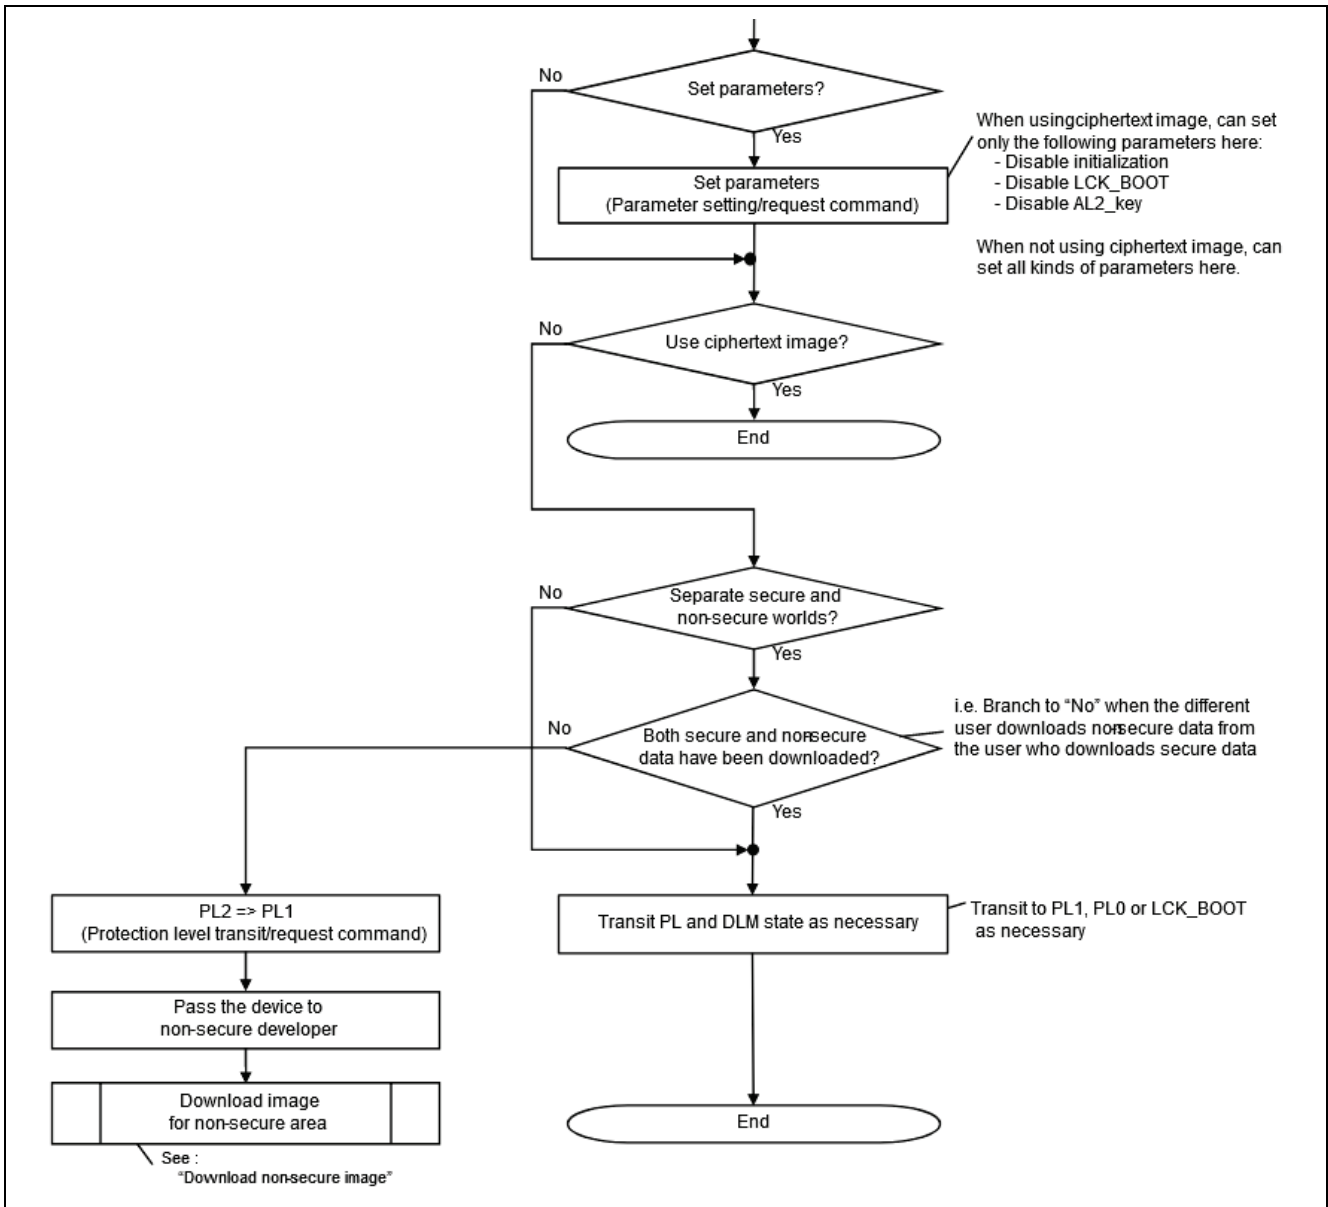 No
Set parameters?
Yes
When usingciphertext image, can set
only the following parameters here:
- Disable initialization
- Disable LCK_BOOT
- Disable AL2_key
When not using ciphertext image, can
set all kinds of parameters here.
Set parameters
(Parameter setting/request command)
No
Use ciphertext image?
Yes
End
No
Separate secure and
non-secure worlds?
Yes
No
Both secure and non-secure
data have been downloaded?
Yes
i.e. Branch to “No” when the different
user downloads non-secure data from
the user who downloads secure data
PL2 => PL1
(Protection level transit/request command)
Transit PL and DLM state as necessary
Transit to PL1, PL0 or LCK_BOOT
as necessary
Pass the device to
non-secure developer
Download image
for non-secure area
See :
“Download non-secure image”
End